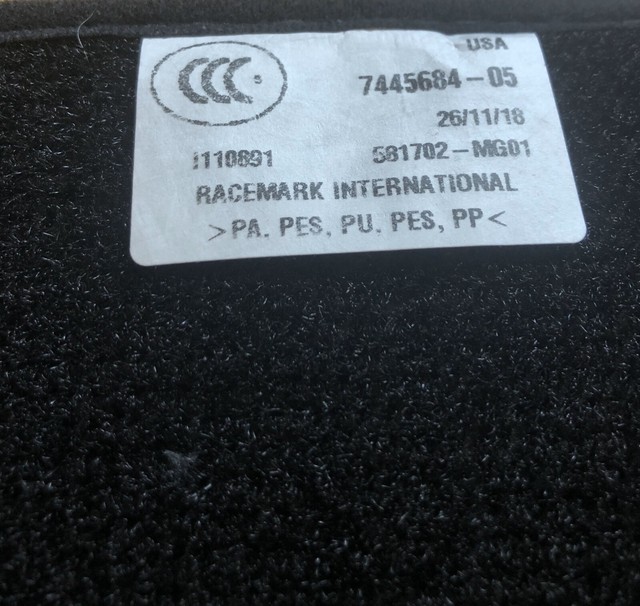 CCC
USA
7445684-05
26/11/18
I110891 581702-MG01
RACEMARK INTERNATIONAL
>PA, PES, PU, PES, PP<